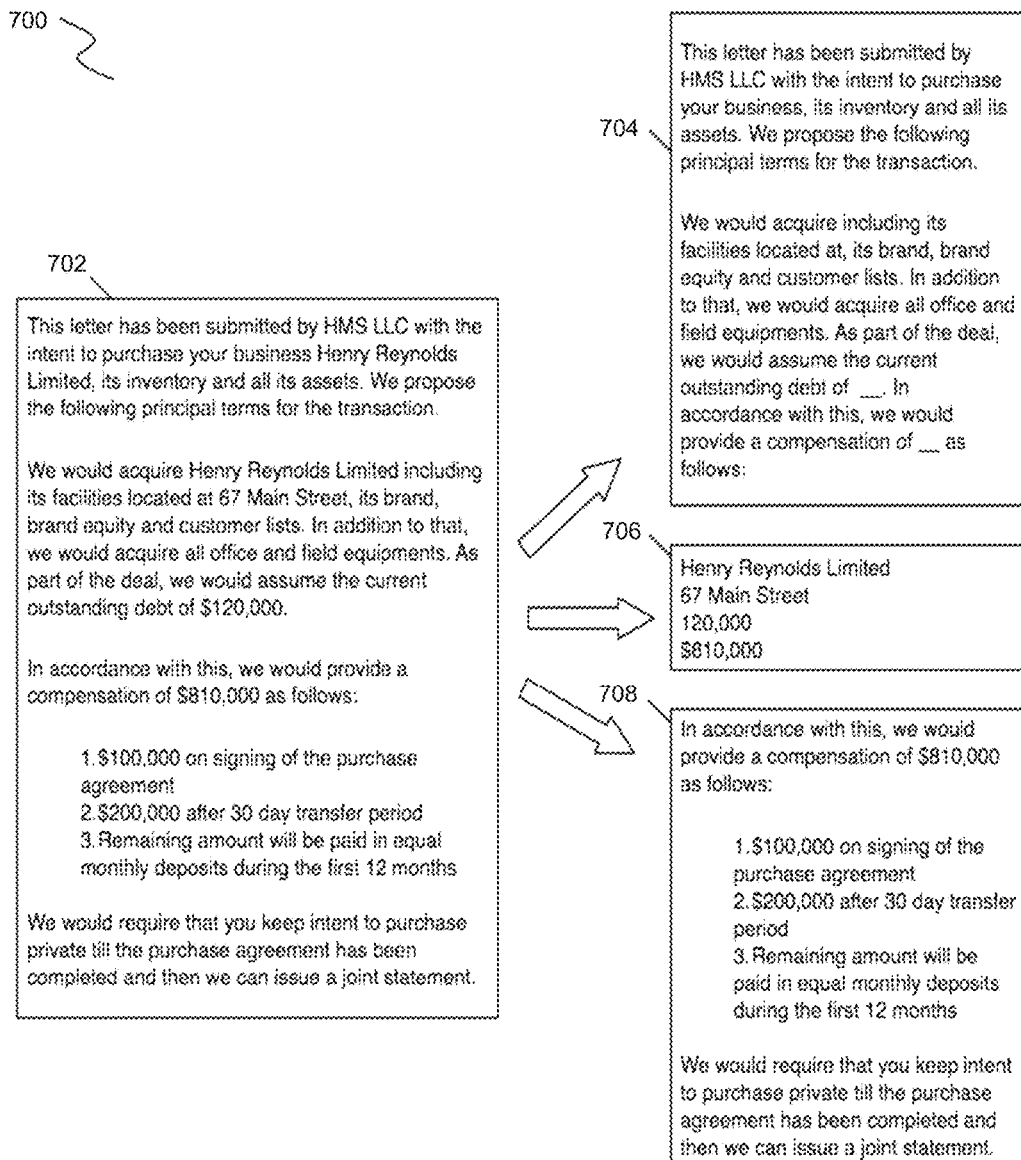 700
702
This letter has been submitted by HMS LLC with the
intent to purchase your business Henry Reynolds
Limited, its inventory and all its assets. We propose
the following principal terms for the transaction.
We would acquire Henry Reynolds Limited including
its facilities located at 67 Main Street, its brand,
brand equity and customer lists. In addition to that,
we would acquire all office and field equipments. As
part of the deal, we would assume the current
outstanding debt of $120,000.
In accordance with this, we would provide a
compensation of $810,000 as follows:
1.$100,000 on signing of the purchase
agreement
2.$200,000 after 30 day transfer period
3.Remaining amount will be paid in equal
monthly deposits during the first 12 months
We would require that you keep intent to purchase
private till the purchase agreement has been
completed and then we can issue a joint statement.
704
This letter has been submitted by
HMS LLC with the intent to purchase
your business, its inventory and all its
assets. We propose the following
principal terms for the transaction.
We would acquire including its
facilities located at, its brand, brand
equity and customer lists. In addition
to that, we would acquire all office and
field equipments. As part of the deal,
we would assume the current
outstanding debt of __. In
accordance with this, we would
provide a compensation of __ as
follows:
706
Henry Reynolds Limited
67 Main Street
120,000
$810,000
708
In accordance with this, we would
provide a compensation of $810,000
as follows:
1.$100,000 on signing of the
purchase agreement
2.$200,000 after 30 day transfer
period
3.Remaining amount will be
paid in equal monthly deposits
during the first 12 months
We would require that you keep intent
to purchase private till the purchase
agreement has been completed and
then we can issue a joint statement.